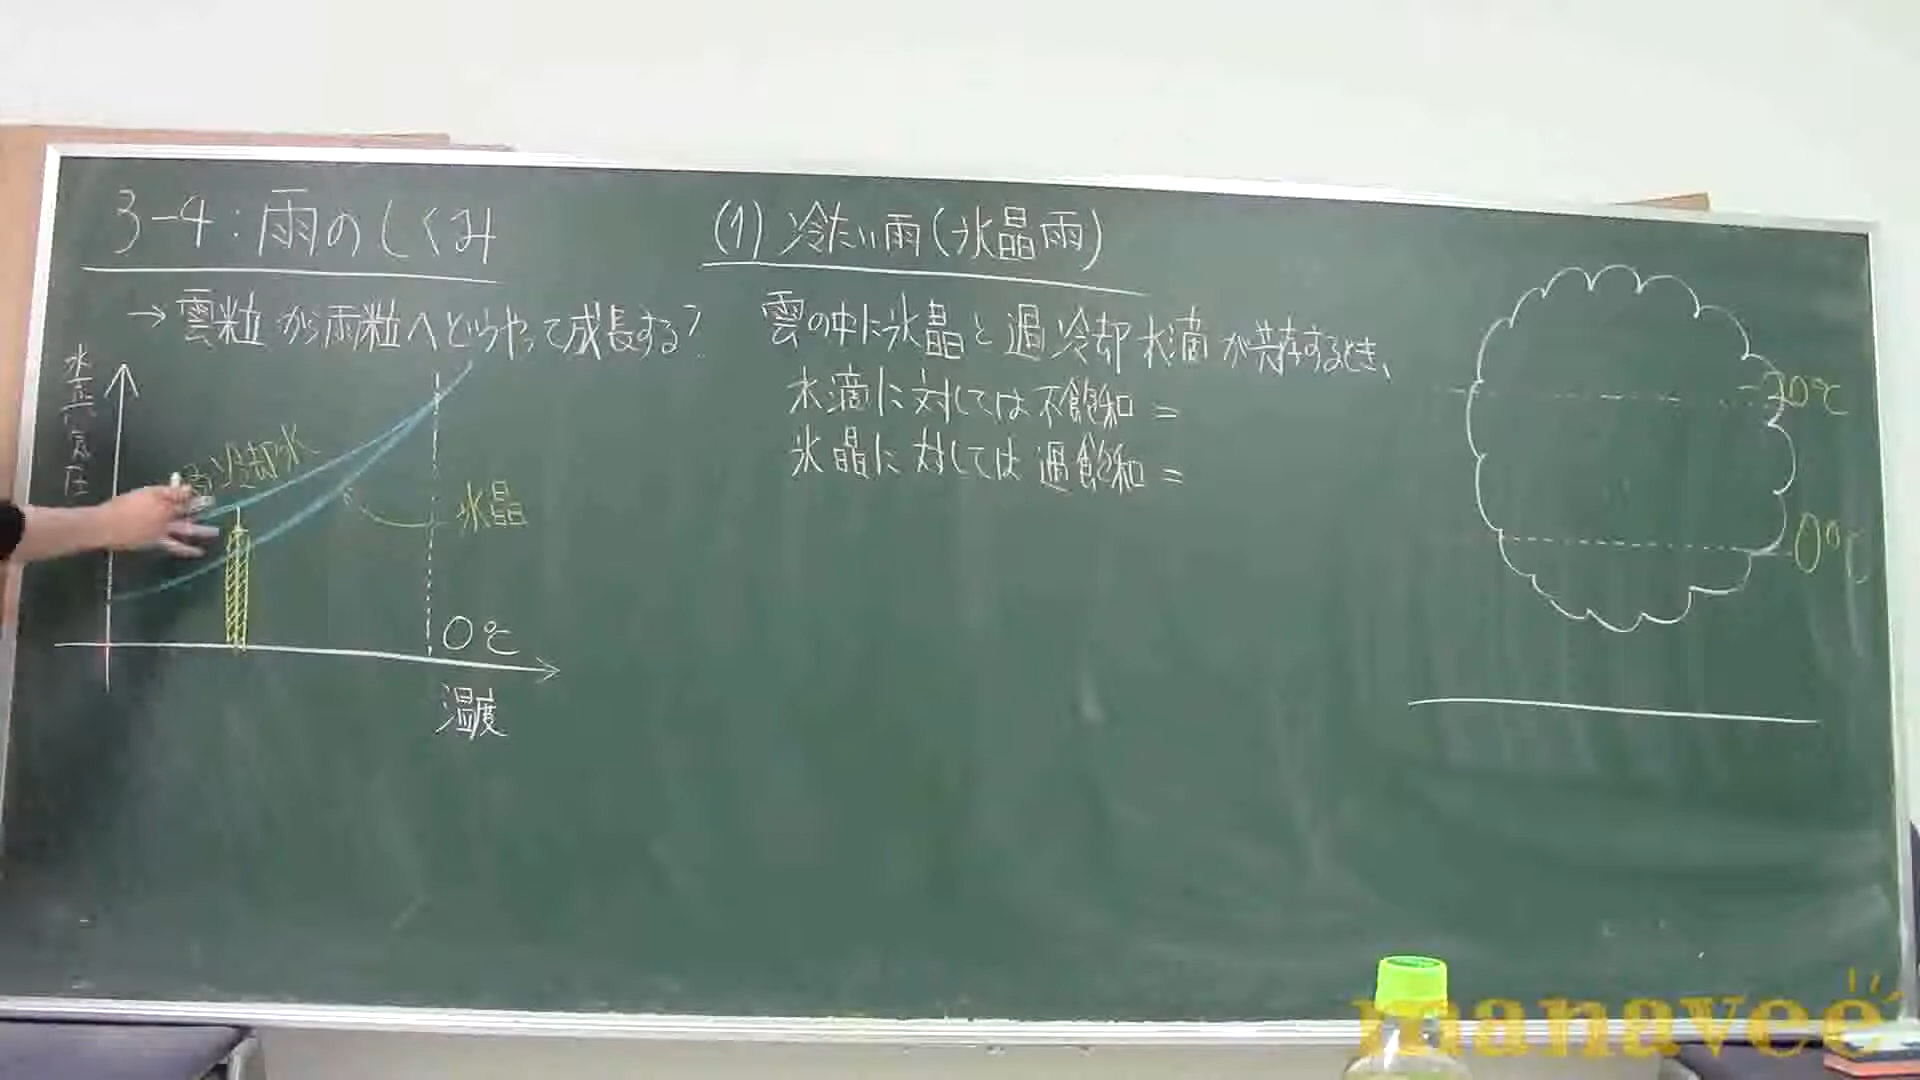 3-4:雨のしくみ
→雲粒から雨粒へどうやって成長する?
水蒸気圧
過冷却水
氷晶
0℃
温度
(1)冷たい雨(氷晶雨)
雲の中に氷晶と過冷却水滴が共存するとき、
水滴に対しては不飽和=
氷晶に対しては過飽和=
-20℃
0℃
manavee